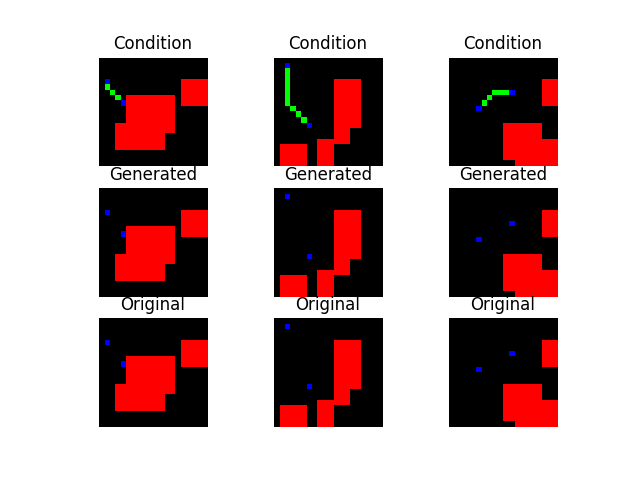 Condition Condition Condition
Generated Generated Generated
Original Original Original